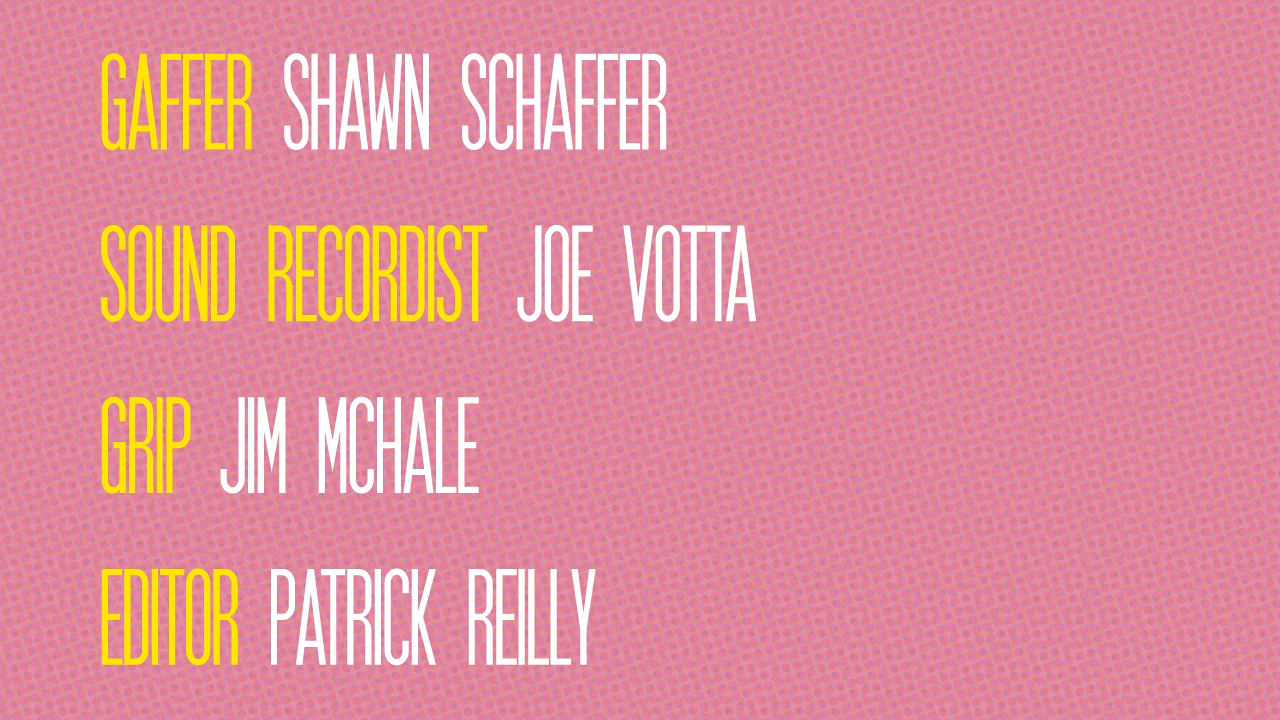 GAFFER SHAWN SCHAFFER
SOUND RECORDIST JOE VOTTA
GRIP JIM MCHALE
EDITOR PATRICK REILLY